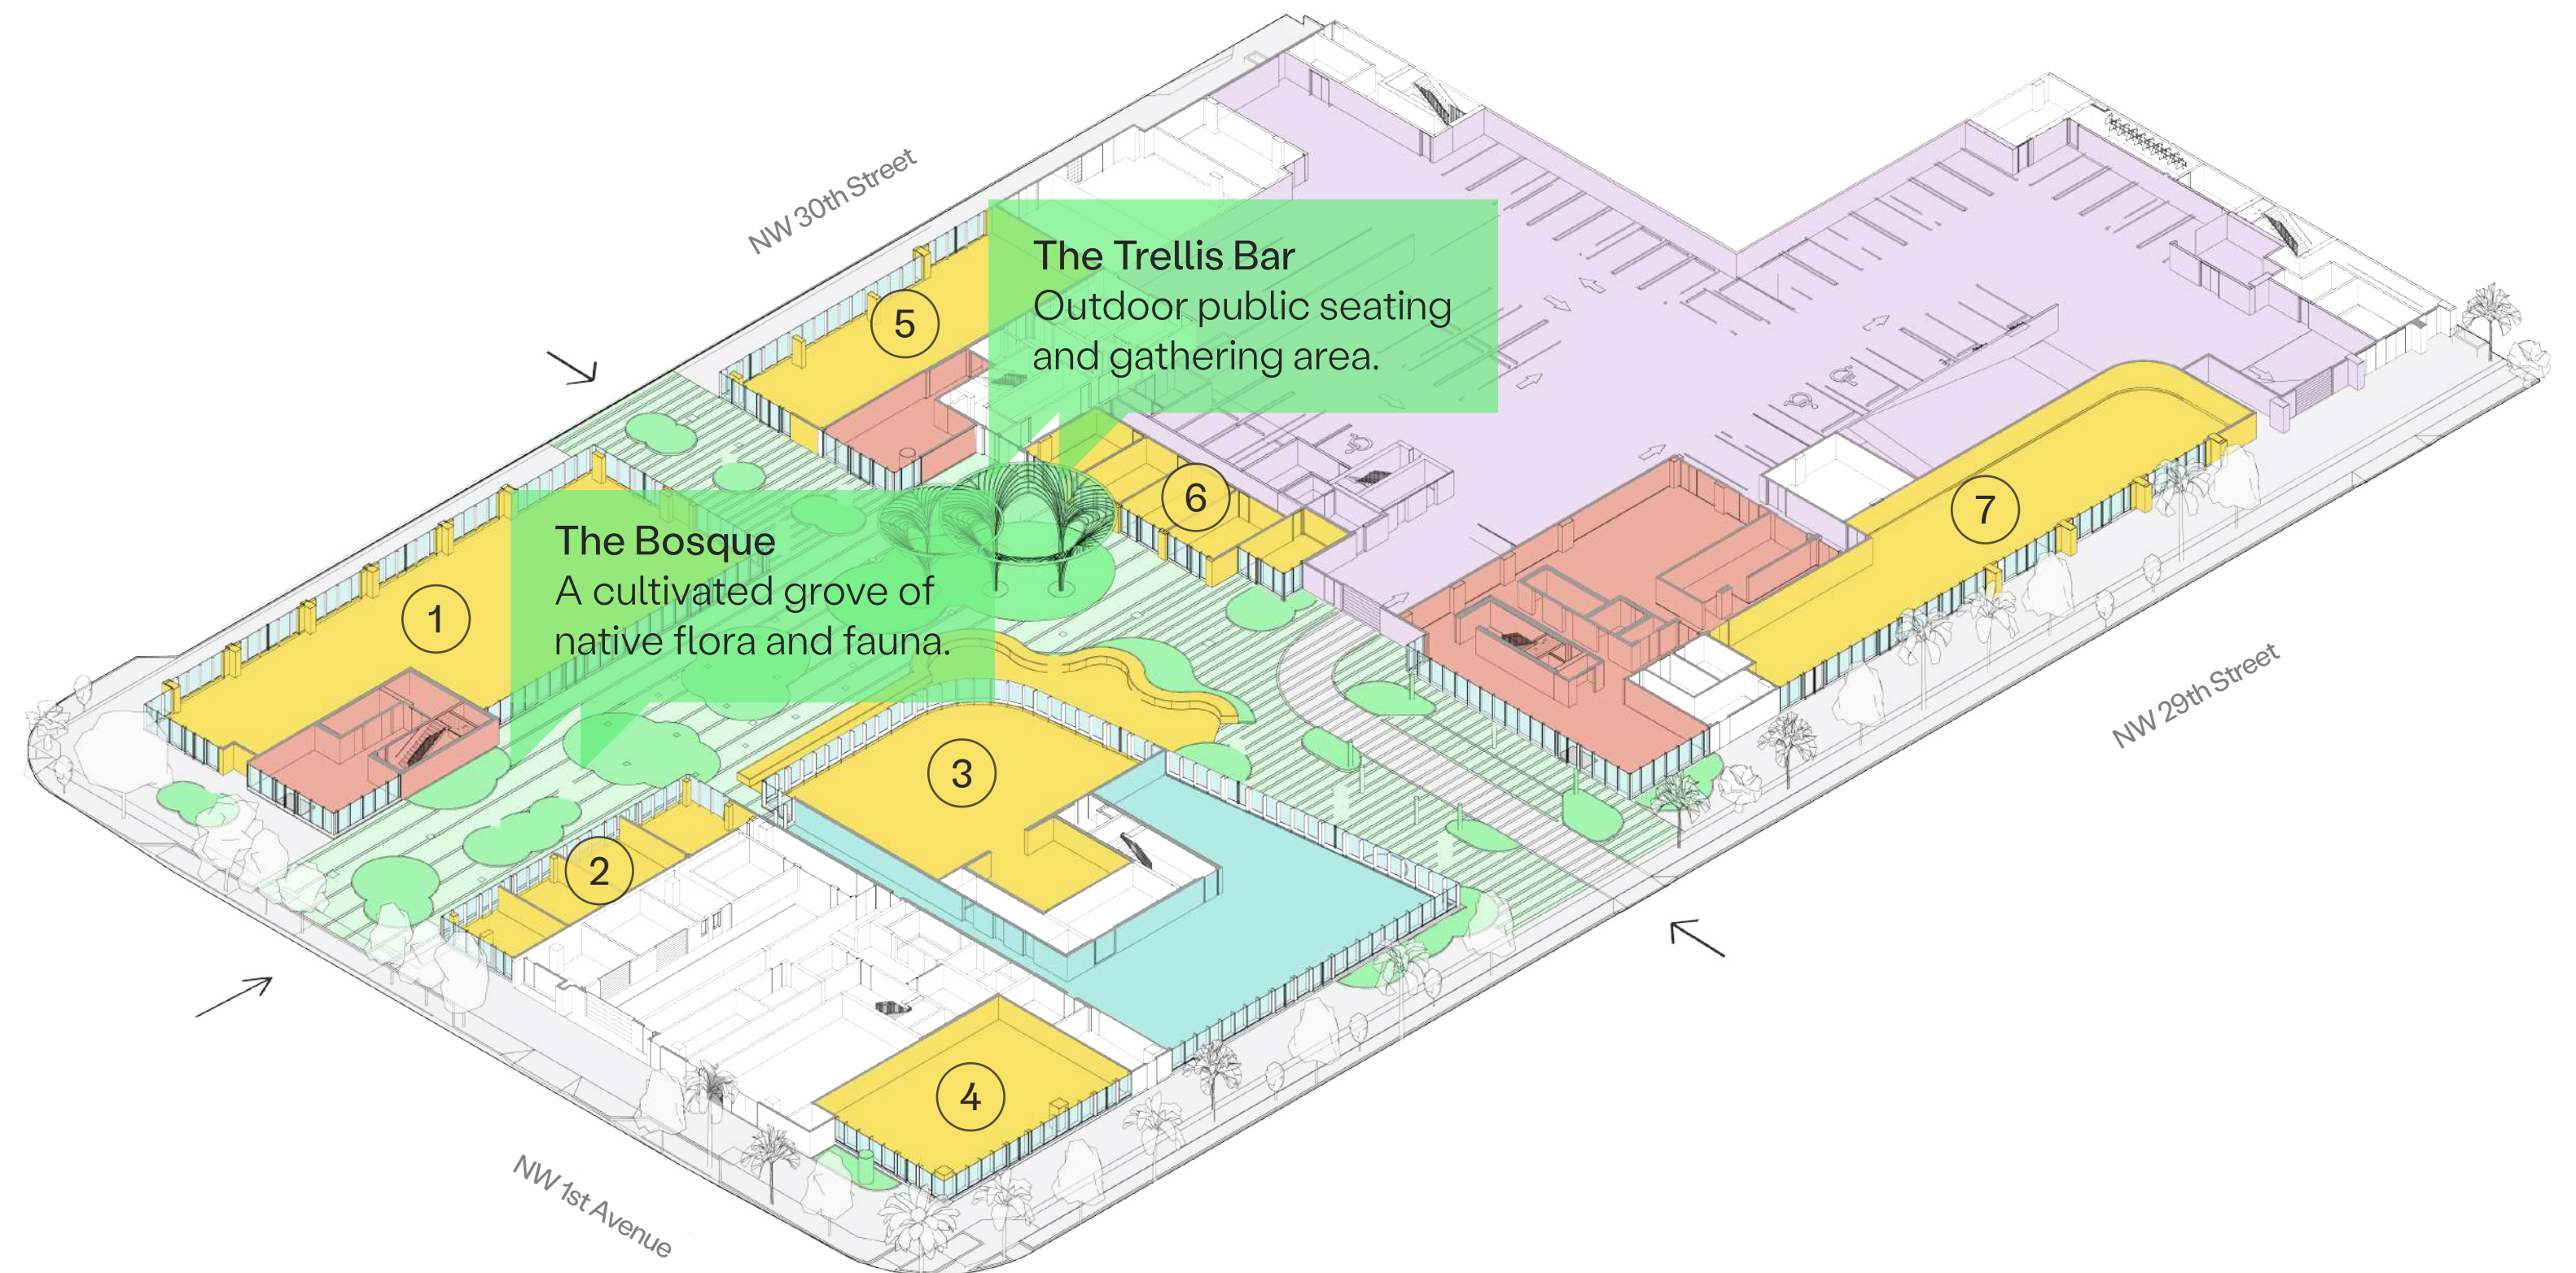 NW 30th Street
The Trellis Bar
Outdoor public seating
and gathering area.
5
6
7
The Bosque
A cultivated grove of
native flora and fauna.
1
NW 29th Street
3
2
4
NW 1st Avenue